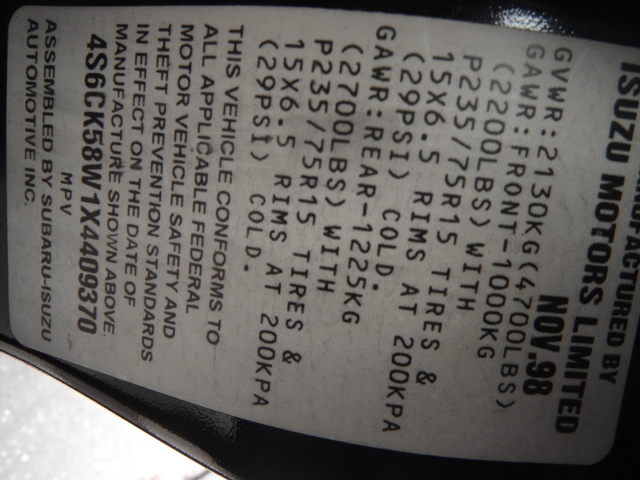 MANUFACTURED BY
ISUZU MOTORS LIMITED
NOV.98
GVWR:2130KG(4700LBS)
GAWR:FRONT-1000KG
(2200LBS) WITH
P235/75R15 TIRES &
15X6.5 RIMS AT 200KPA
(29PSI) COLD.
GAWR:REAR-1225KG
(2700LBS) WITH
P235/75R15 TIRES &
15X6.5 RIMS AT 200KPA
(29PSI) COLD.
THIS VEHICLE CONFORMS TO
ALL APPLICABLE FEDERAL
MOTOR VEHICLE SAFETY AND
THEFT PREVENTION STANDARDS
IN EFFECT ON THE DATE OF
MANUFACTURE SHOWN ABOVE.
4S6CK58W1X4409370
MPV
ASSEMBLED BY SUBARU-ISUZU
AUTOMOTIVE INC.